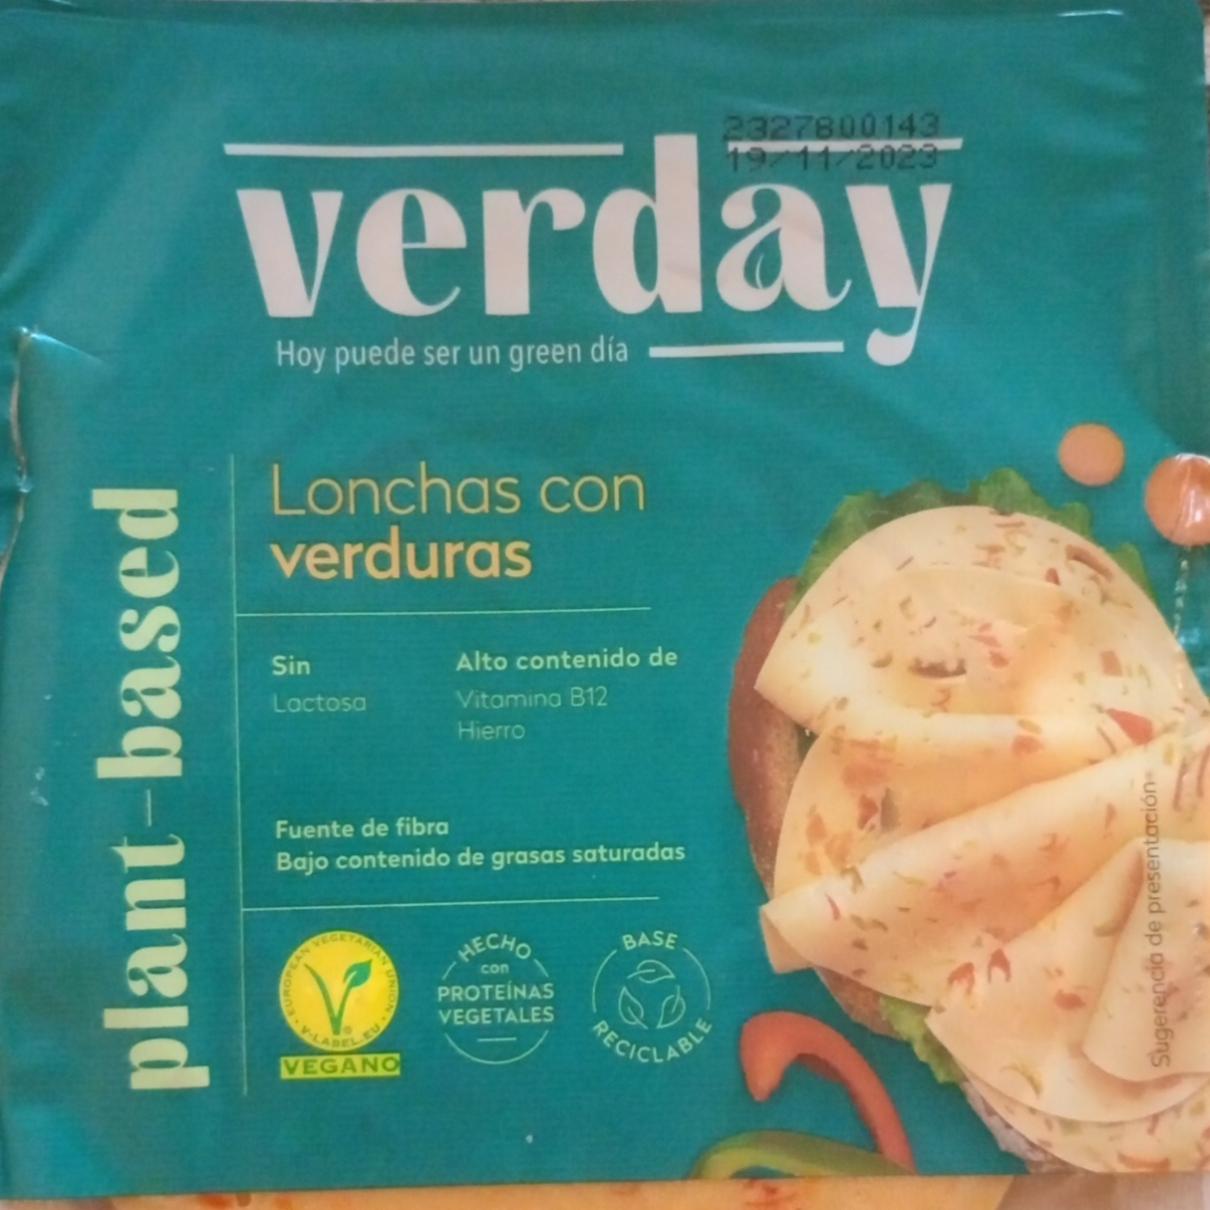 2327800143
19/11/2023
verday
Hoy puede ser un green día
plant-based
Lonchas con
verduras
Sin
Lactosa
Alto contenido de
Vitamina B12
Hierro
Fuente de fibra
Bajo contenido de grasas saturadas
EUROPEAN VEGETARIAN UNION
V-LABEL.EU
VEGANO
HECHO
con
PROTEÍNAS
VEGETALES
BASE
RECICLABLE
Sugerencia de presentación